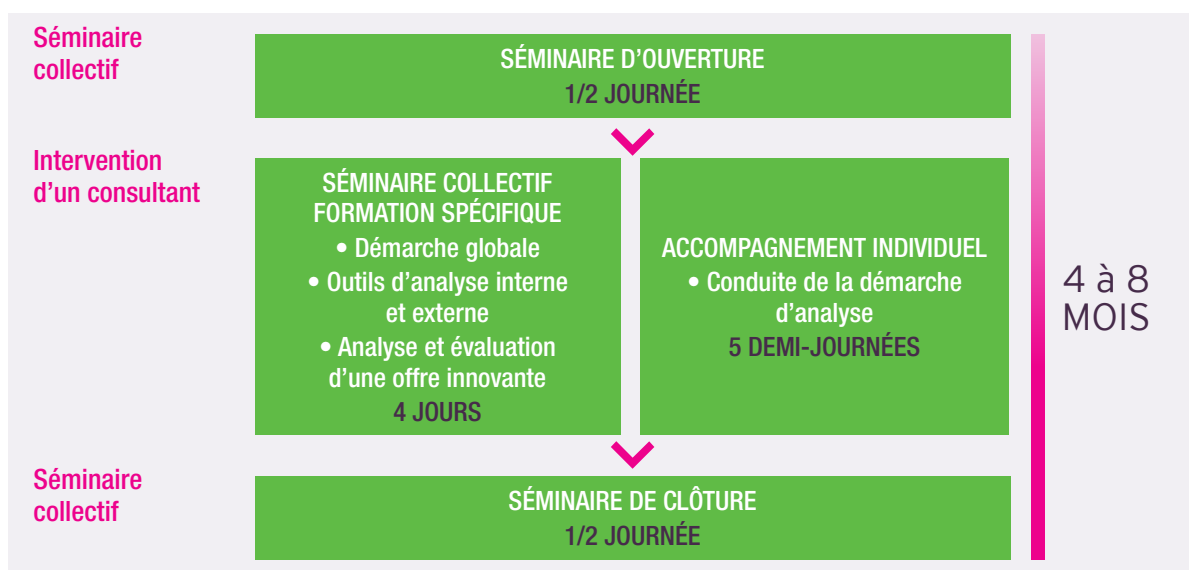 Séminaire
collectif
SÉMINAIRE D’OUVERTURE
1/2 JOURNÉE
Intervention
d’un consultant
SÉMINAIRE COLLECTIF
FORMATION SPÉCIFIQUE
• Démarche globale
• Outils d’analyse interne
et externe
• Analyse et évaluation
d’une offre innovante
4 JOURS
ACCOMPAGNEMENT INDIVIDUEL
• Conduite de la démarche
d’analyse
5 DEMI-JOURNÉES
4 à 8
MOIS
Séminaire
collectif
SÉMINAIRE DE CLÔTURE
1/2 JOURNÉE